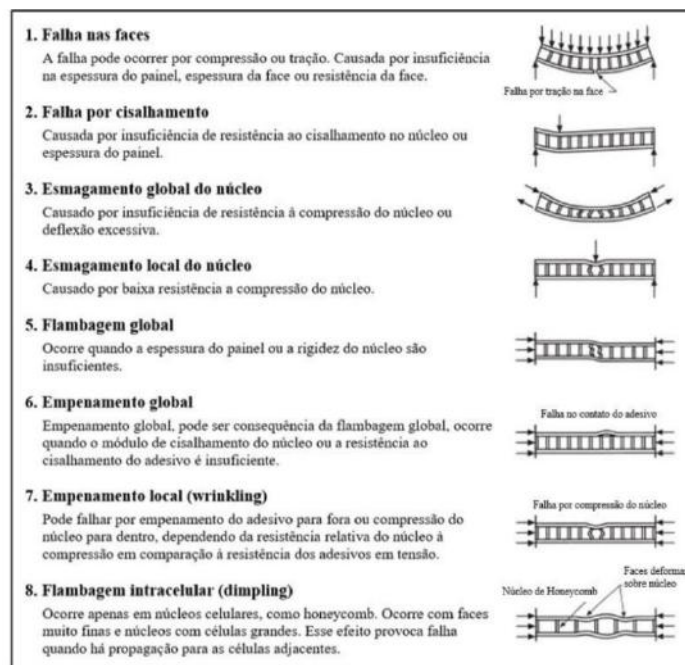 1. Falha nas faces
A falha pode ocorrer por compressão ou tração. Causada por insuficiência
na espessura do painel, espessura da face ou resistência da face.
Falha por tração na face
2. Falha por cisalhamento
Causada por insuficiência de resistência ao cisalhamento no núcleo ou
espessura do painel.
3. Esmagamento global do núcleo
Causado por insuficiência de resistência à compressão do núcleo ou
deflexão excessiva.
4. Esmagamento local do núcleo
Causado por baixa resistência a compressão do núcleo.
5. Flambagem global
Ocorre quando a espessura do painel ou a rigidez do núcleo são
insuficientes.
6. Empenamento global
Empenamento global, pode ser consequência da flambagem global, ocorre
quando o módulo de cisalhamento do núcleo ou a resistência ao
cisalhamento do adesivo é insuficiente.
Falha no contato do adesivo
7. Empenamento local (wrinkling)
Pode falhar por empenamento do adesivo para fora ou compressão do
núcleo para dentro, dependendo da resistência relativa do núcleo à
compressão em comparação à resistência dos adesivos em tensão.
Falha por compressão do núcleo
8. Flambagem intracelular (dimpling)
Ocorre apenas em núcleos celulares, como honeycomb. Ocorre com faces
muito finas e núcleos com células grandes. Esse efeito provoca falha
quando há propagação para as células adjacentes.
Núcleo de Honeycomb
Faces deforma
sobre núcleo